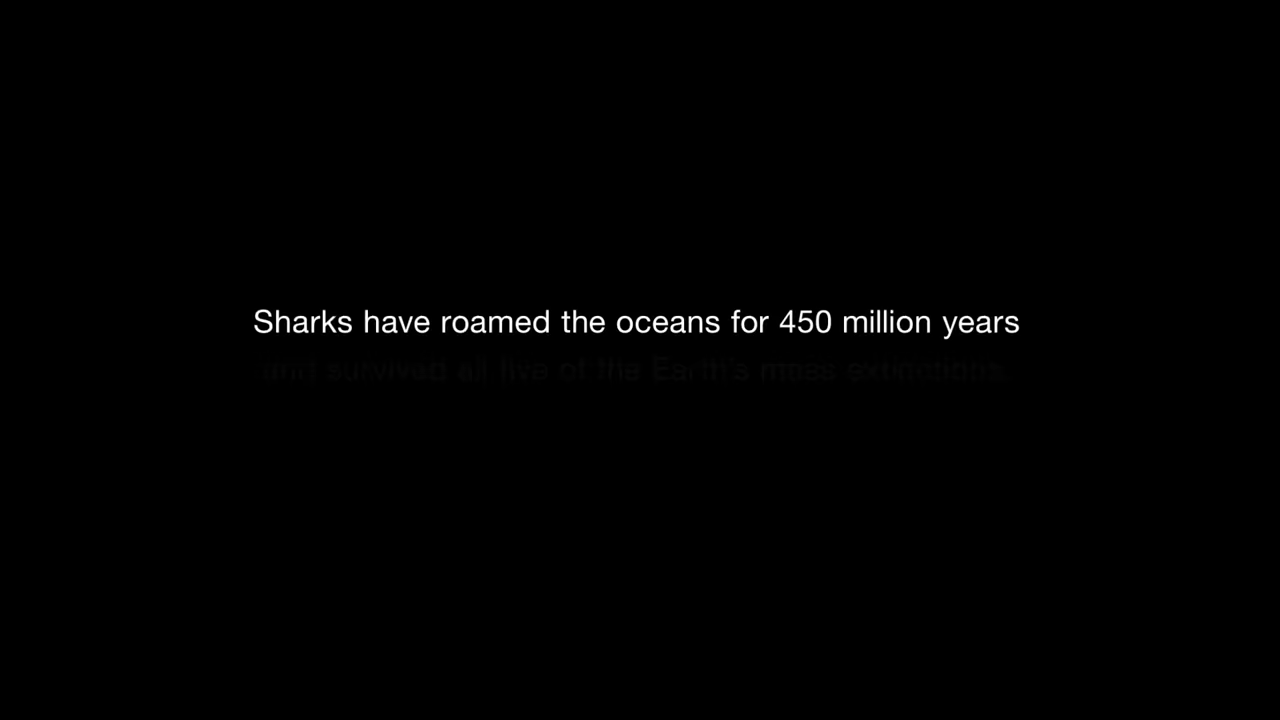 Sharks have roamed the oceans for 450 million years
and survived all five of the Earth's mass extinctions.